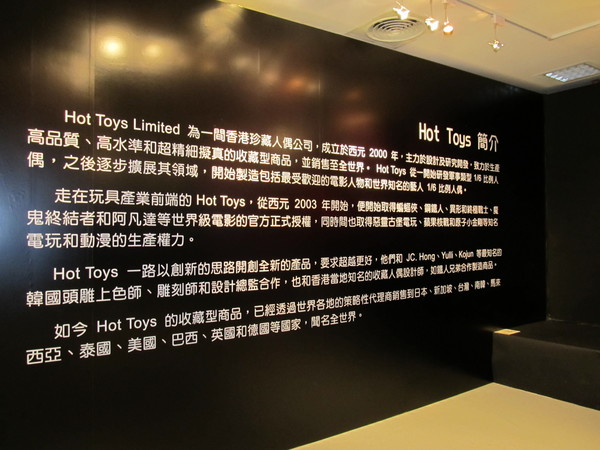 Hot Toys 簡介
Hot Toys Limited 為一間香港珍藏人偶公司，成立於西元 2000 年，主力於設計及研究開發，致力於生產
高品質、高水準和超精細擬真的收藏型商品，並銷售至全世界。 Hot Toys 從一開始研發軍事類型 1/6 比例人
偶，之後逐步擴展其領域，開始製造包括最受歡迎的電影人物和世界知名的藝人 1/6 比例人偶。
走在玩具產業前端的 Hot Toys，從西元 2003 年開始，便開始取得蝙蝠俠、鋼鐵人、異形和終極戰士、魔
鬼終結者和阿凡達等世界級電影的官方正式授權，同時間也取得惡靈古堡電玩、蘋果核戰和原子小金剛等知名
電玩和動漫的生產權力。
Hot Toys 一路以創新的思路開創全新的產品，要求超越更好，他們和 JC. Hong、Yulli、Kojun 等最知名的
韓國頭雕上色師、雕刻師和設計總監合作，也和香港當地知名的收藏人偶設計師，如鐵人兄弟合作製造商品。
如今 Hot Toys 的收藏型商品，已經透過世界各地的策略性代理商銷售到日本、新加坡、台灣、南韓、馬來
西亞、泰國、美國、巴西、英國和德國等國家，聞名全世界。